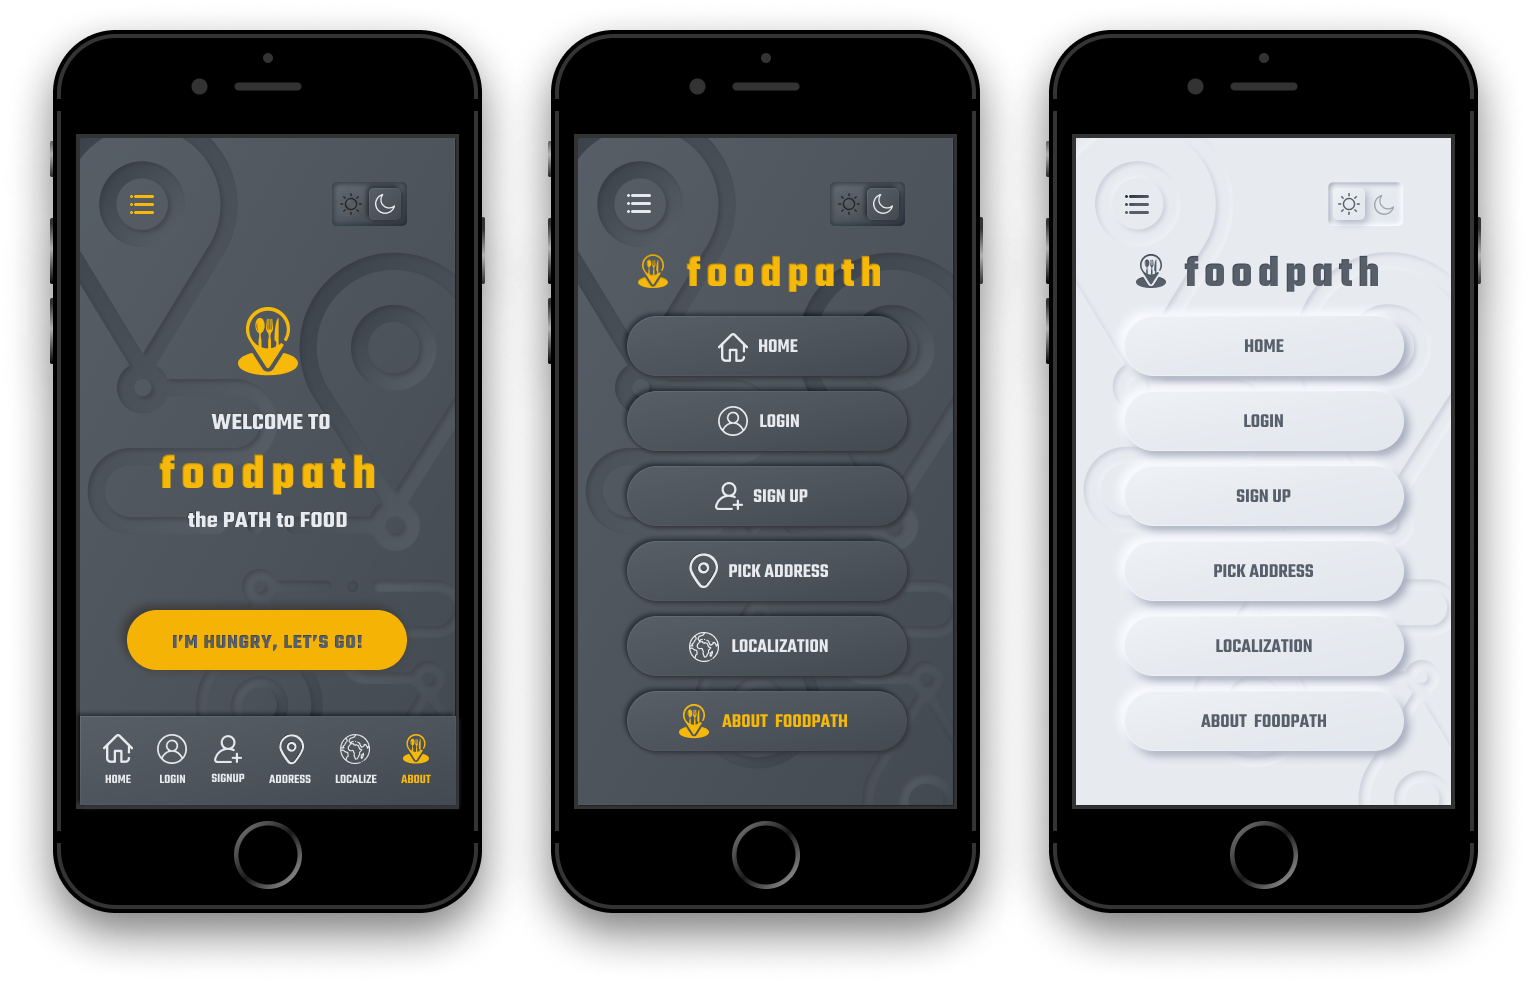 WELCOME TO
foodpath
the PATH to FOOD
I'M HUNGRY, LET'S GO!
HOME LOGIN SIGNUP ADDRESS LOCALIZE ABOUT
foodpath
HOME
LOGIN
SIGN UP
PICK ADDRESS
LOCALIZATION
ABOUT FOODPATH
foodpath
HOME
LOGIN
SIGN UP
PICK ADDRESS
LOCALIZATION
ABOUT FOODPATH